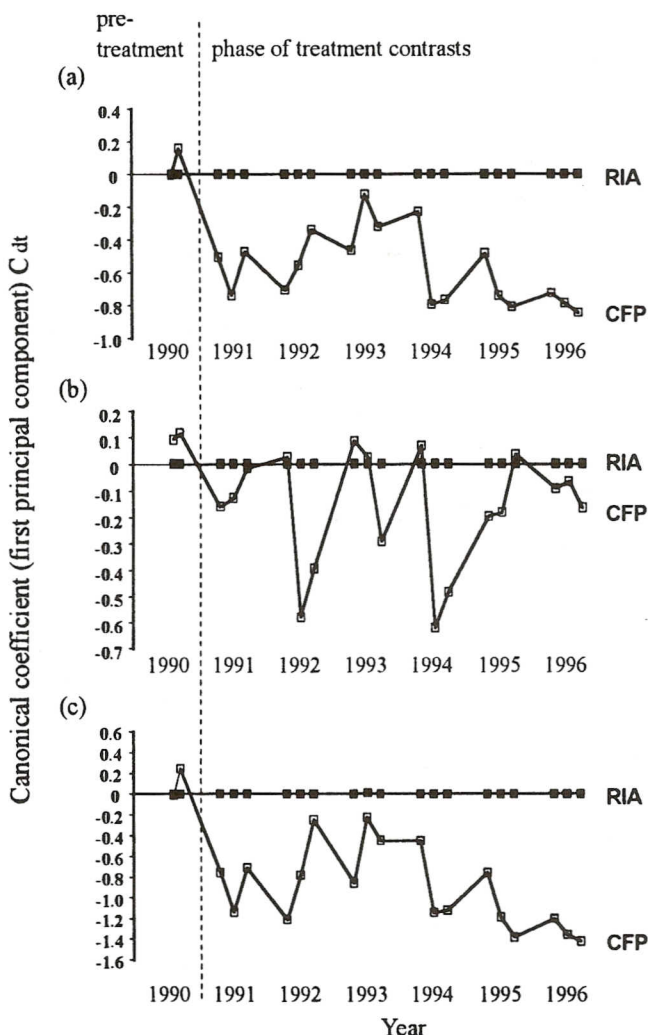 pre-
treatment phase of treatment contrasts
(a)
0.4
0.2
0
-0.2
-0.4
-0.6
-0.8
-1.0
RIA
CFP
1990 1991 1992 1993 1994 1995 1996
(b)
0.2
0.1
0
-0.1
-0.2
-0.3
-0.4
-0.5
-0.6
-0.7
RIA
CFP
1990 1991 1992 1993 1994 1995 1996
(c)
0.6
0.4
0.2
0
-0.2
-0.4
-0.6
-0.8
-1.0
-1.2
-1.4
-1.6
RIA
CFP
1990 1991 1992 1993 1994 1995 1996
Year
Canonical coefficient (first principal component) C dt